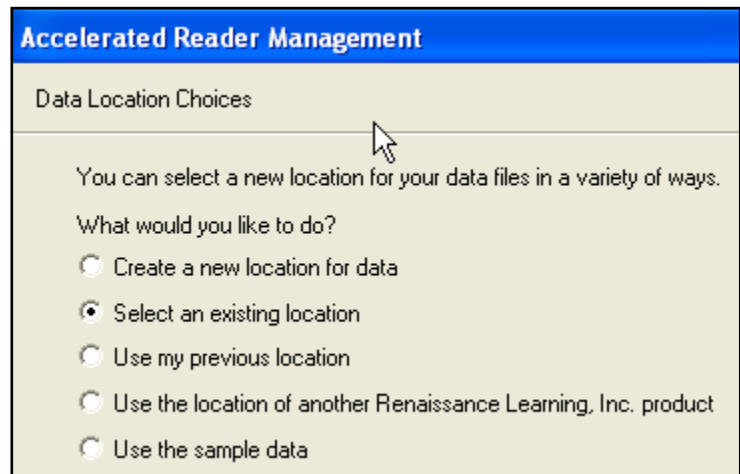 Accelerated Reader Management
Data Location Choices
You can select a new location for your data files in a variety of ways.
What would you like to do?
Create a new location for data
Select an existing location
Use my previous location
Use the location of another Renaissance Learning, Inc. product
Use the sample data